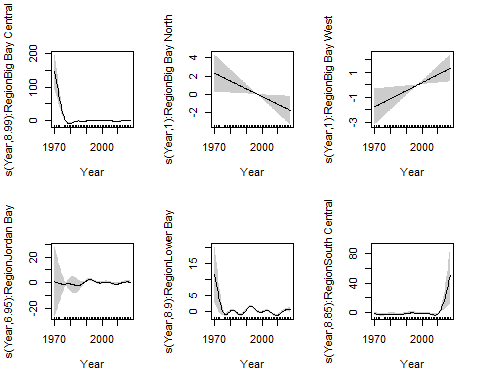 s(Year,8.99):RegionBig Bay Central
200
100
0
1970
2000
Year
s(Year,1):RegionBig Bay North
4
2
0
-2
1970
2000
Year
s(Year,1):RegionBig Bay West
1
-1
-3
1970
2000
Year
s(Year,6.95):RegionJordan Bay
20
0
-20
1970
2000
Year
s(Year,8.9):RegionLower Bay
15
5
0
1970
2000
Year
s(Year,8.85):RegionSouth Central
80
40
0
1970
2000
Year